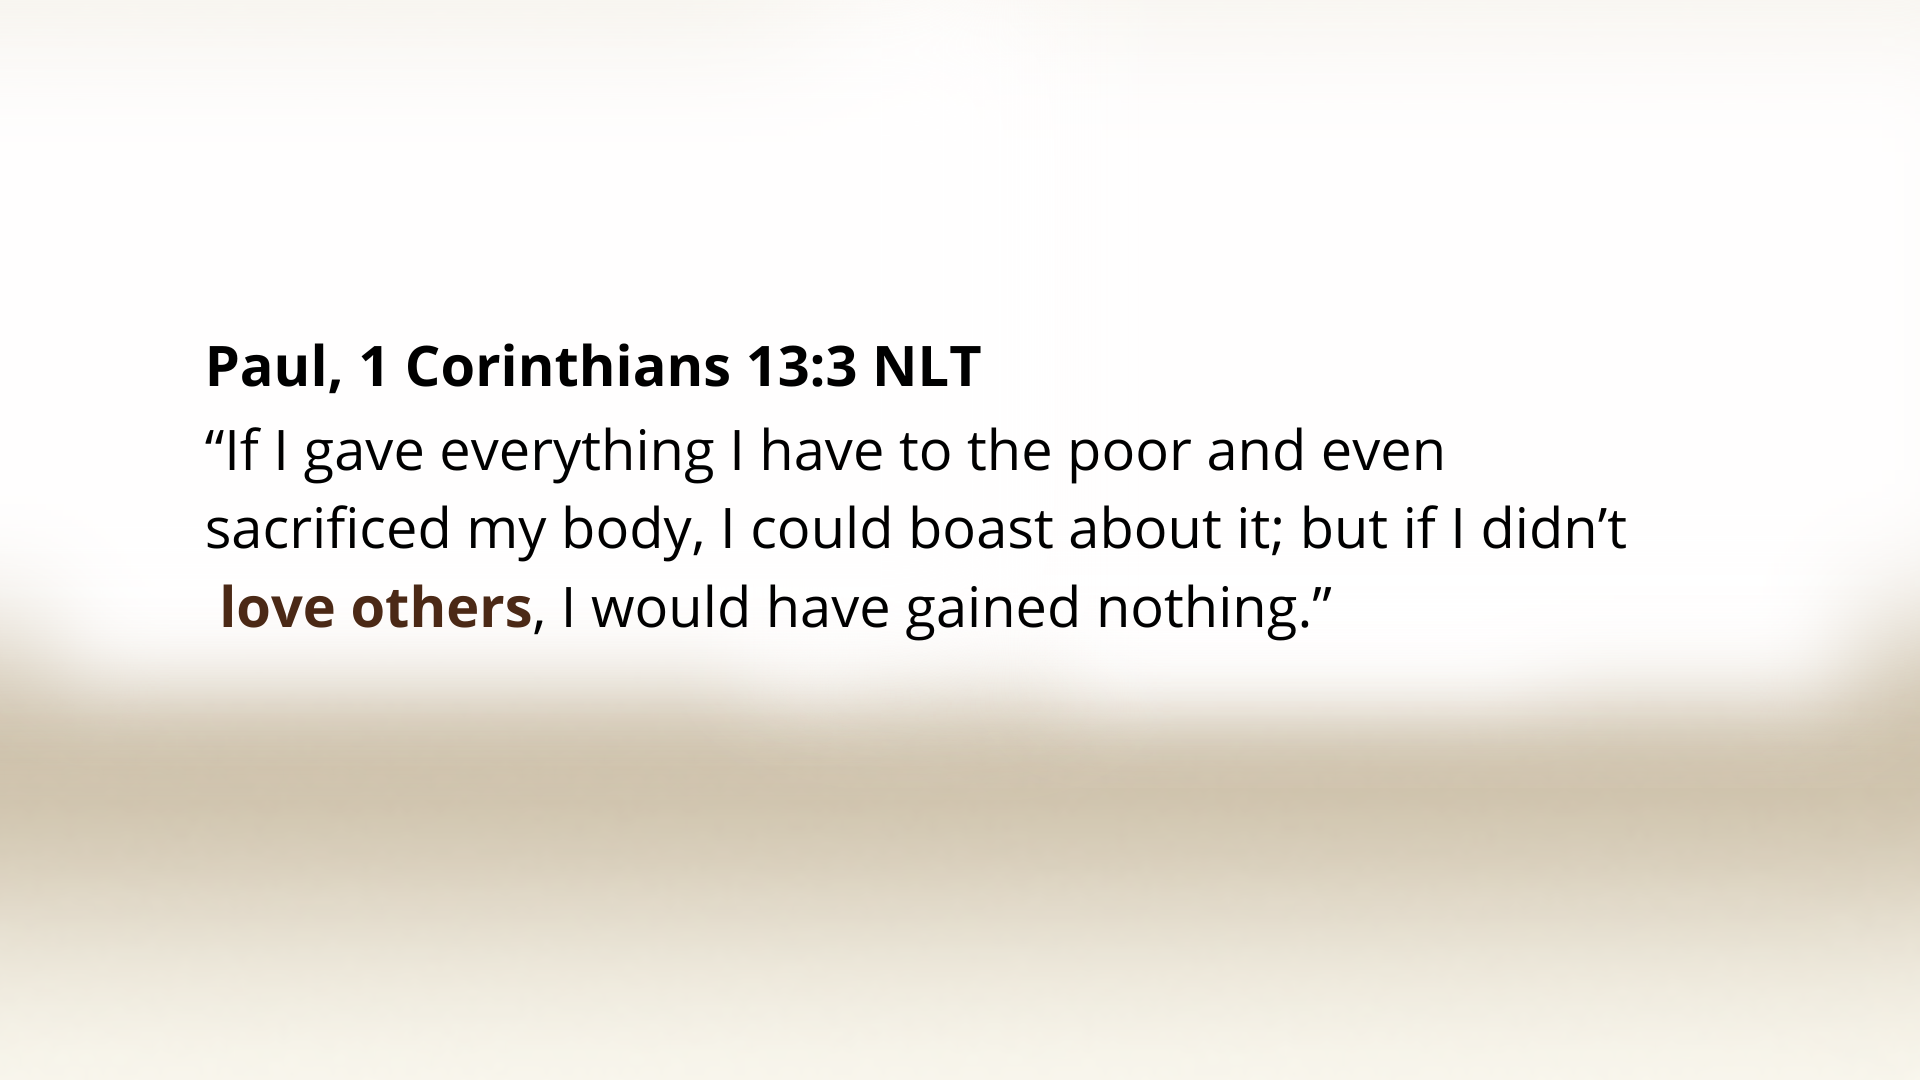 Paul, 1 Corinthians 13:3 NLT
“If I gave everything I have to the poor and even
sacrificed my body, I could boast about it; but if I didn’t
love others, I would have gained nothing.”